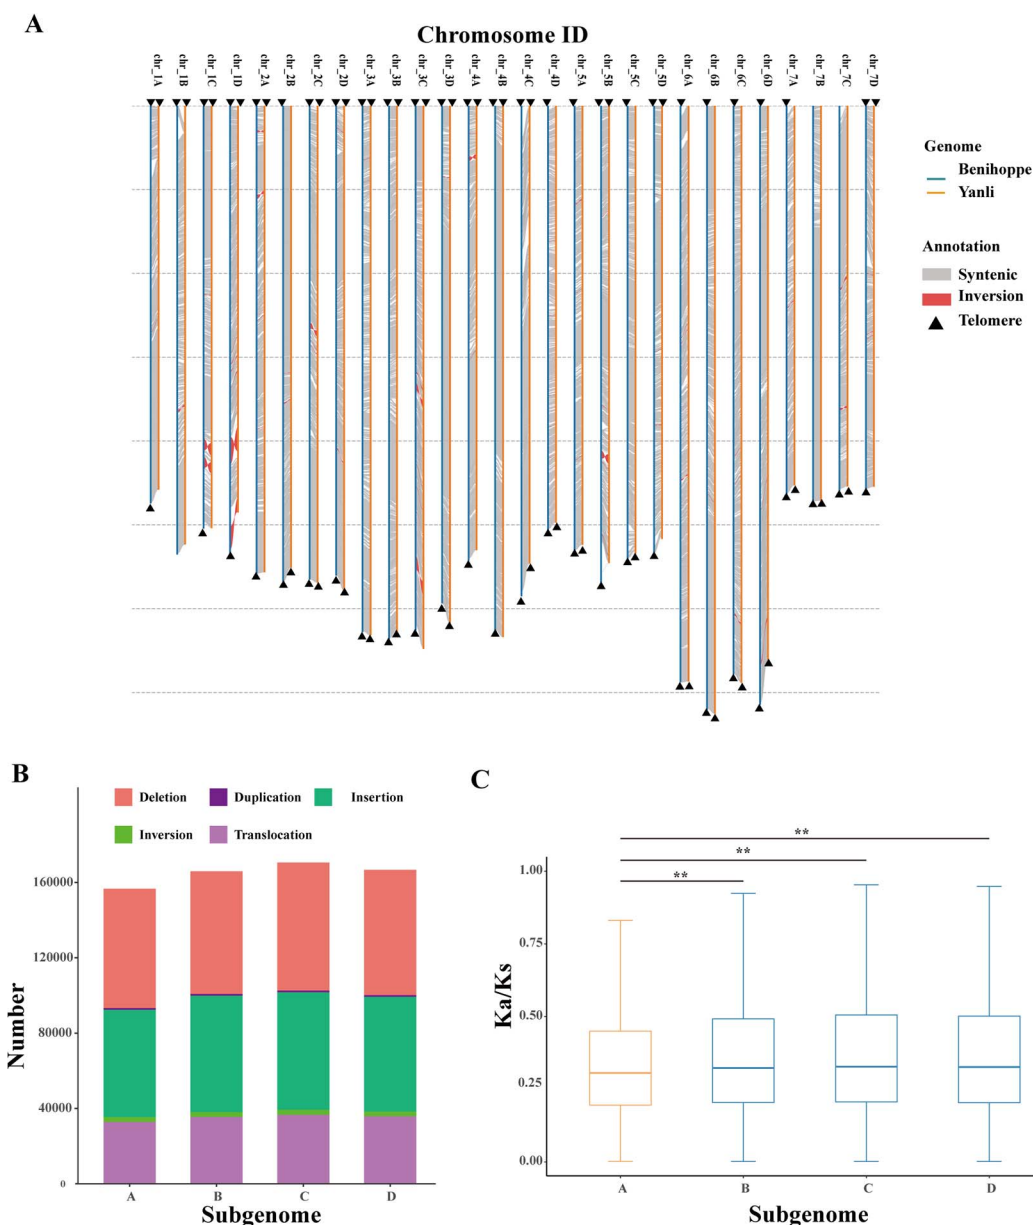 A
Chromosome ID
chr_1A
chr_1B
chr_1C
chr_1D
chr_2A
chr_2B
chr_2C
chr_2D
chr_3A
chr_3B
chr_3C
chr_3D
chr_4A
chr_4B
chr_4C
chr_4D
chr_5A
chr_5B
chr_5C
chr_5D
chr_6A
chr_6B
chr_6C
chr_6D
chr_7A
chr_7B
chr_7C
chr_7D
Genome
Benihoppe
Yanli
Annotation
Syntenic
Inversion
Telomere
B
Deletion Duplication Insertion
Inversion Translocation
160000
120000
80000
40000
0
Number
A B C D
Subgenome
C
**
**
**
1.00
0.75
0.50
0.25
0.00
Ka/Ks
A B C D
Subgenome